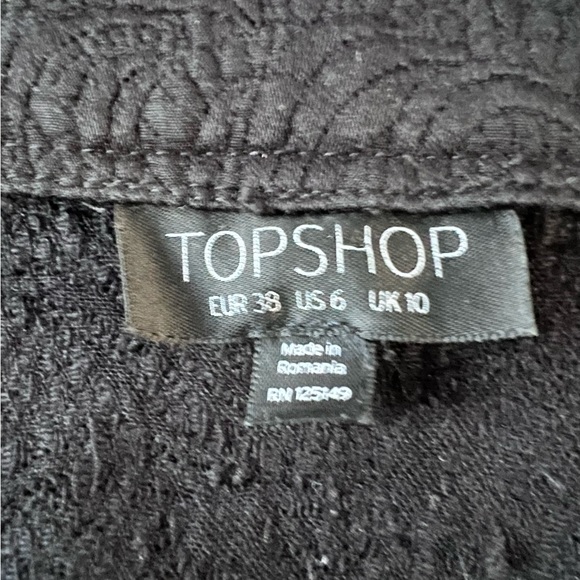 TOPSHOP
EUR 38 US 6 UK 10
Made in
Romania
RN 125149